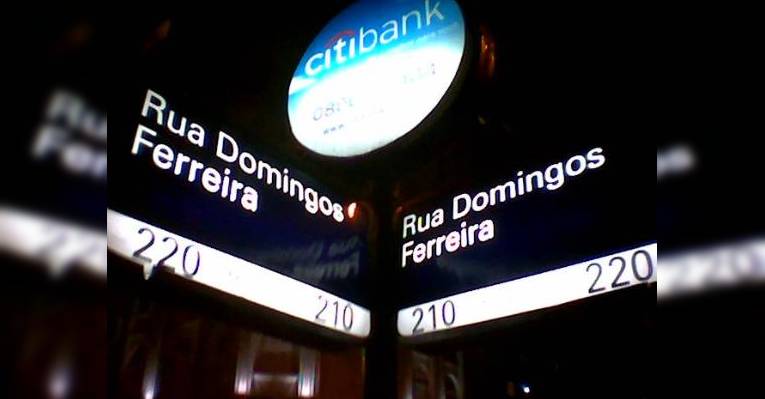 citibank
Rua Domingos
Ferreira
220
210
Rua Domingos
Ferreira
210
220